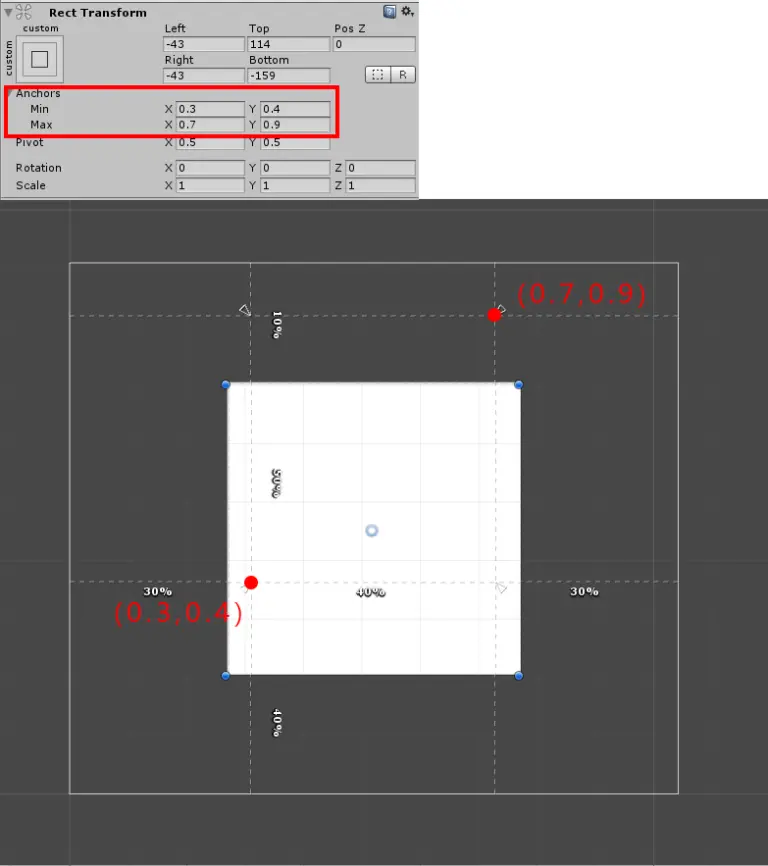 Rect Transform
custom
custom
Left Top Pos Z
-43 114 0
Right Bottom
-43 -159
R
Anchors
Min X 0.3 Y 0.4
Max X 0.7 Y 0.9
Pivot X 0.5 Y 0.5
Rotation X 0 Y 0 Z 0
Scale X 1 Y 1 Z 1
(0.7,0.9)
10%
50%
30% 40% 30%
(0.3,0.4)
40%